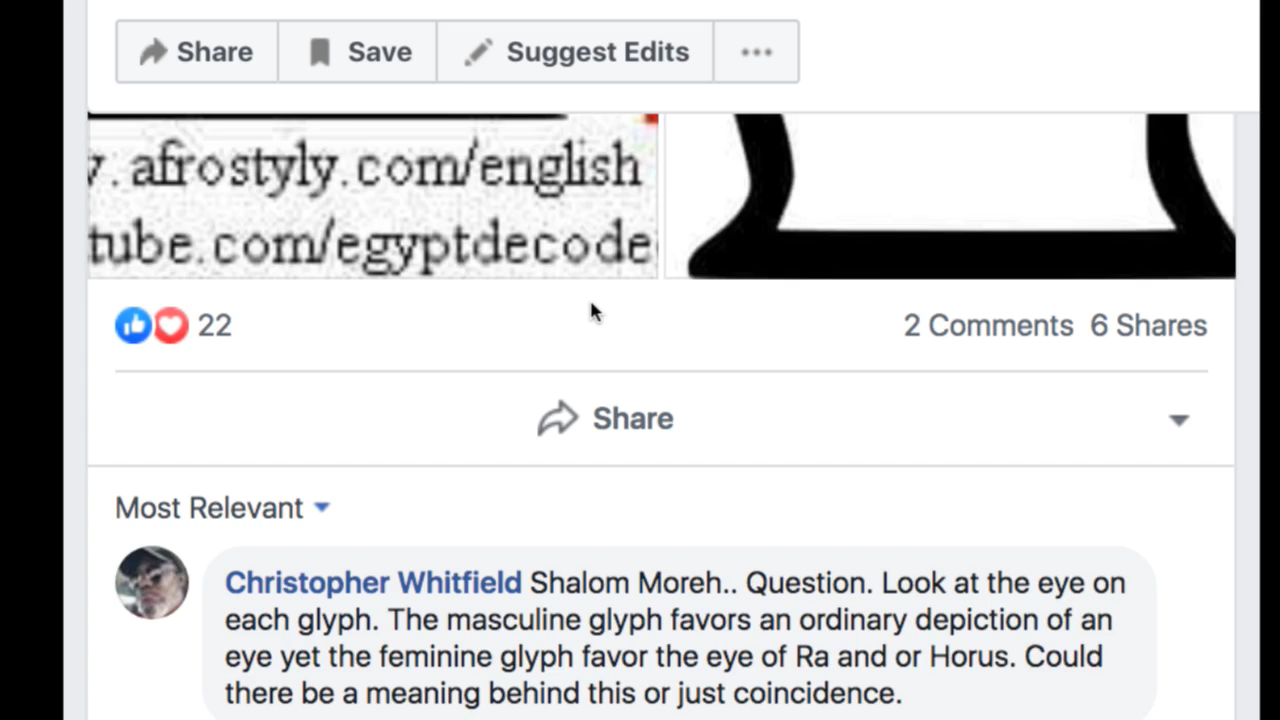 Share Save Suggest Edits ...
. afrostyly.com/english
tube.com/egyptdecode
22 2 Comments 6 Shares
Share
Most Relevant
Christopher Whitfield Shalom Moreh.. Question. Look at the eye on
each glyph. The masculine glyph favors an ordinary depiction of an
eye yet the feminine glyph favor the eye of Ra and or Horus. Could
there be a meaning behind this or just coincidence.